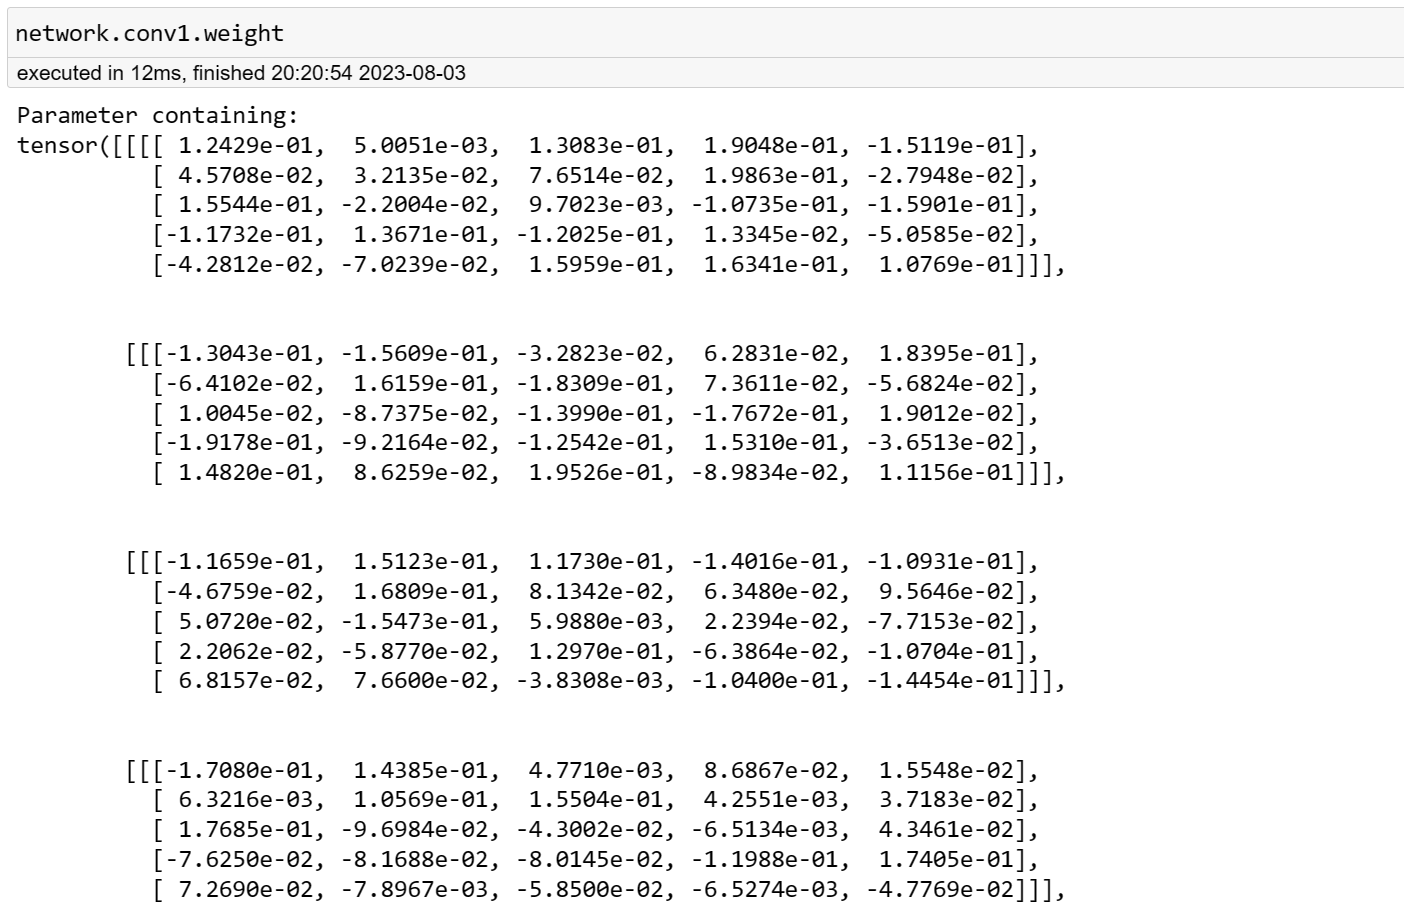 network.conv1.weight
executed in 12ms, finished 20:20:54 2023-08-03
Parameter containing:
tensor([[[[ 1.2429e-01,  5.0051e-03,  1.3083e-01,  1.9048e-01, -1.5119e-01],
          [ 4.5708e-02,  3.2135e-02,  7.6514e-02,  1.9863e-01, -2.7948e-02],
          [ 1.5544e-01, -2.2004e-02,  9.7023e-03, -1.0735e-01, -1.5901e-01],
          [-1.1732e-01,  1.3671e-01, -1.2025e-01,  1.3345e-02, -5.0585e-02],
          [-4.2812e-02, -7.0239e-02,  1.5959e-01,  1.6341e-01,  1.0769e-01]]],
        [[[-1.3043e-01, -1.5609e-01, -3.2823e-02,  6.2831e-02,  1.8395e-01],
          [-6.4102e-02,  1.6159e-01, -1.8309e-01,  7.3611e-02, -5.6824e-02],
          [ 1.0045e-02, -8.7375e-02, -1.3990e-01, -1.7672e-01,  1.9012e-01],
          [-1.9178e-01, -9.2164e-02, -1.2542e-01,  1.5310e-01, -3.6513e-02],
          [ 1.4820e-01,  8.6259e-02,  1.9526e-01, -8.9834e-02,  1.1156e-01]]],
        [[[-1.1659e-01,  1.5123e-01,  1.1730e-01, -1.4016e-01, -1.0931e-01],
          [-4.6759e-02,  1.6809e-01,  8.1342e-02,  6.3480e-02,  9.5646e-02],
          [ 5.0720e-02, -1.5473e-01,  5.9880e-03,  2.2394e-02, -7.7153e-02],
          [ 2.2062e-02, -5.8770e-02,  1.2970e-01, -6.3864e-02, -1.0704e-01],
          [ 6.8157e-02,  7.6600e-02, -3.8308e-03, -1.0400e-01, -1.4454e-01]]],
        [[[-1.7080e-01,  1.4385e-01,  4.7710e-03,  8.6867e-02,  1.5548e-02],
          [ 6.3216e-03,  1.0569e-01,  1.5504e-01,  4.2551e-03,  3.7183e-02],
          [ 1.7685e-01, -9.6984e-02, -4.3002e-02, -6.5134e-03,  4.3461e-02],
          [-7.6250e-02, -8.1688e-02, -8.0145e-02, -1.1988e-01,  1.7405e-01],
          [ 7.2690e-02, -7.8967e-03, -5.8500e-02, -6.5274e-03, -4.7769e-02]]],